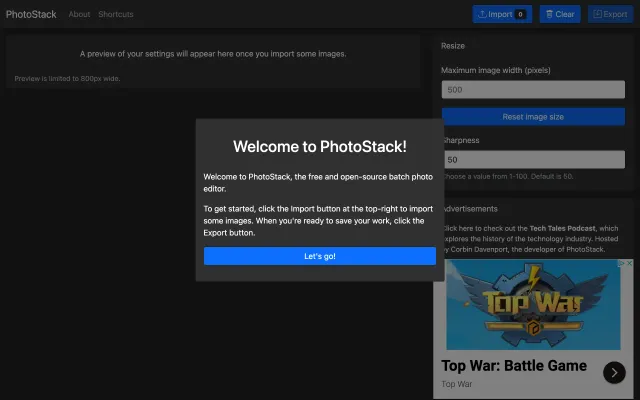 PhotoStack About Shortcuts Import 0 Clear Export
A preview of your settings will appear here once you import some images.
Preview is limited to 800px wide.
Resize
Maximum image width (pixels)
500
Reset image size
Sharpness
50
Choose a value from 1-100. Default is 50.
Welcome to PhotoStack!
Welcome to PhotoStack, the free and open-source batch photo
editor.
To get started, click the Import button at the top-right to import
some images. When you're ready to save your work, click the
Export button.
Let's go!
Advertisements
Click here to check out the Tech Tales Podcast, which
explores the history of the technology industry. Hosted
by Corbin Davenport, the developer of PhotoStack.
TOP WAR
Top War: Battle Game
Top War